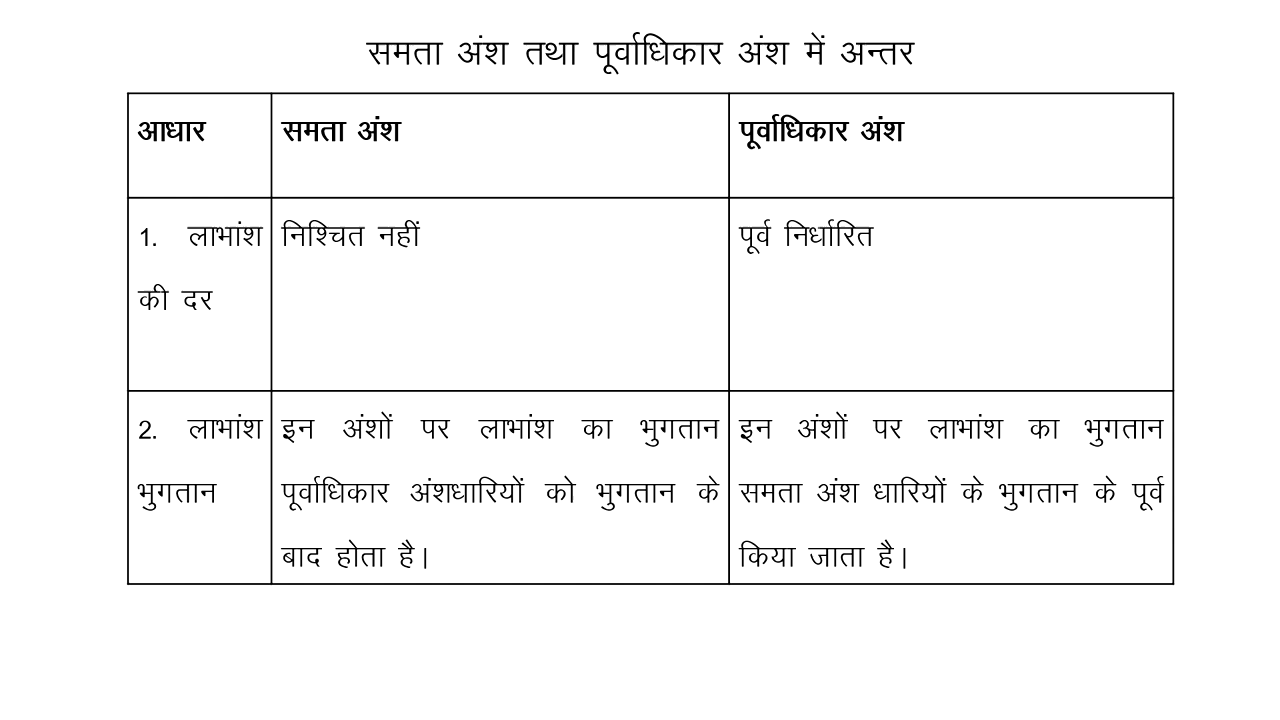 समता अंश तथा पूर्वाधिकार अंश में अन्तर
आधार
समता अंश
पूर्वाधिकार अंश
1. लाभांश
की दर
निश्चित नहीं
पूर्व निर्धारित
2. लाभांश
भुगतान
इन अंशों पर लाभांश का भुगतान
पूर्वाधिकार अंशधारियों को भुगतान के
बाद होता है।
इन अंशों पर लाभांश का भुगतान
समता अंश धारियों के भुगतान के पूर्व
किया जाता है।